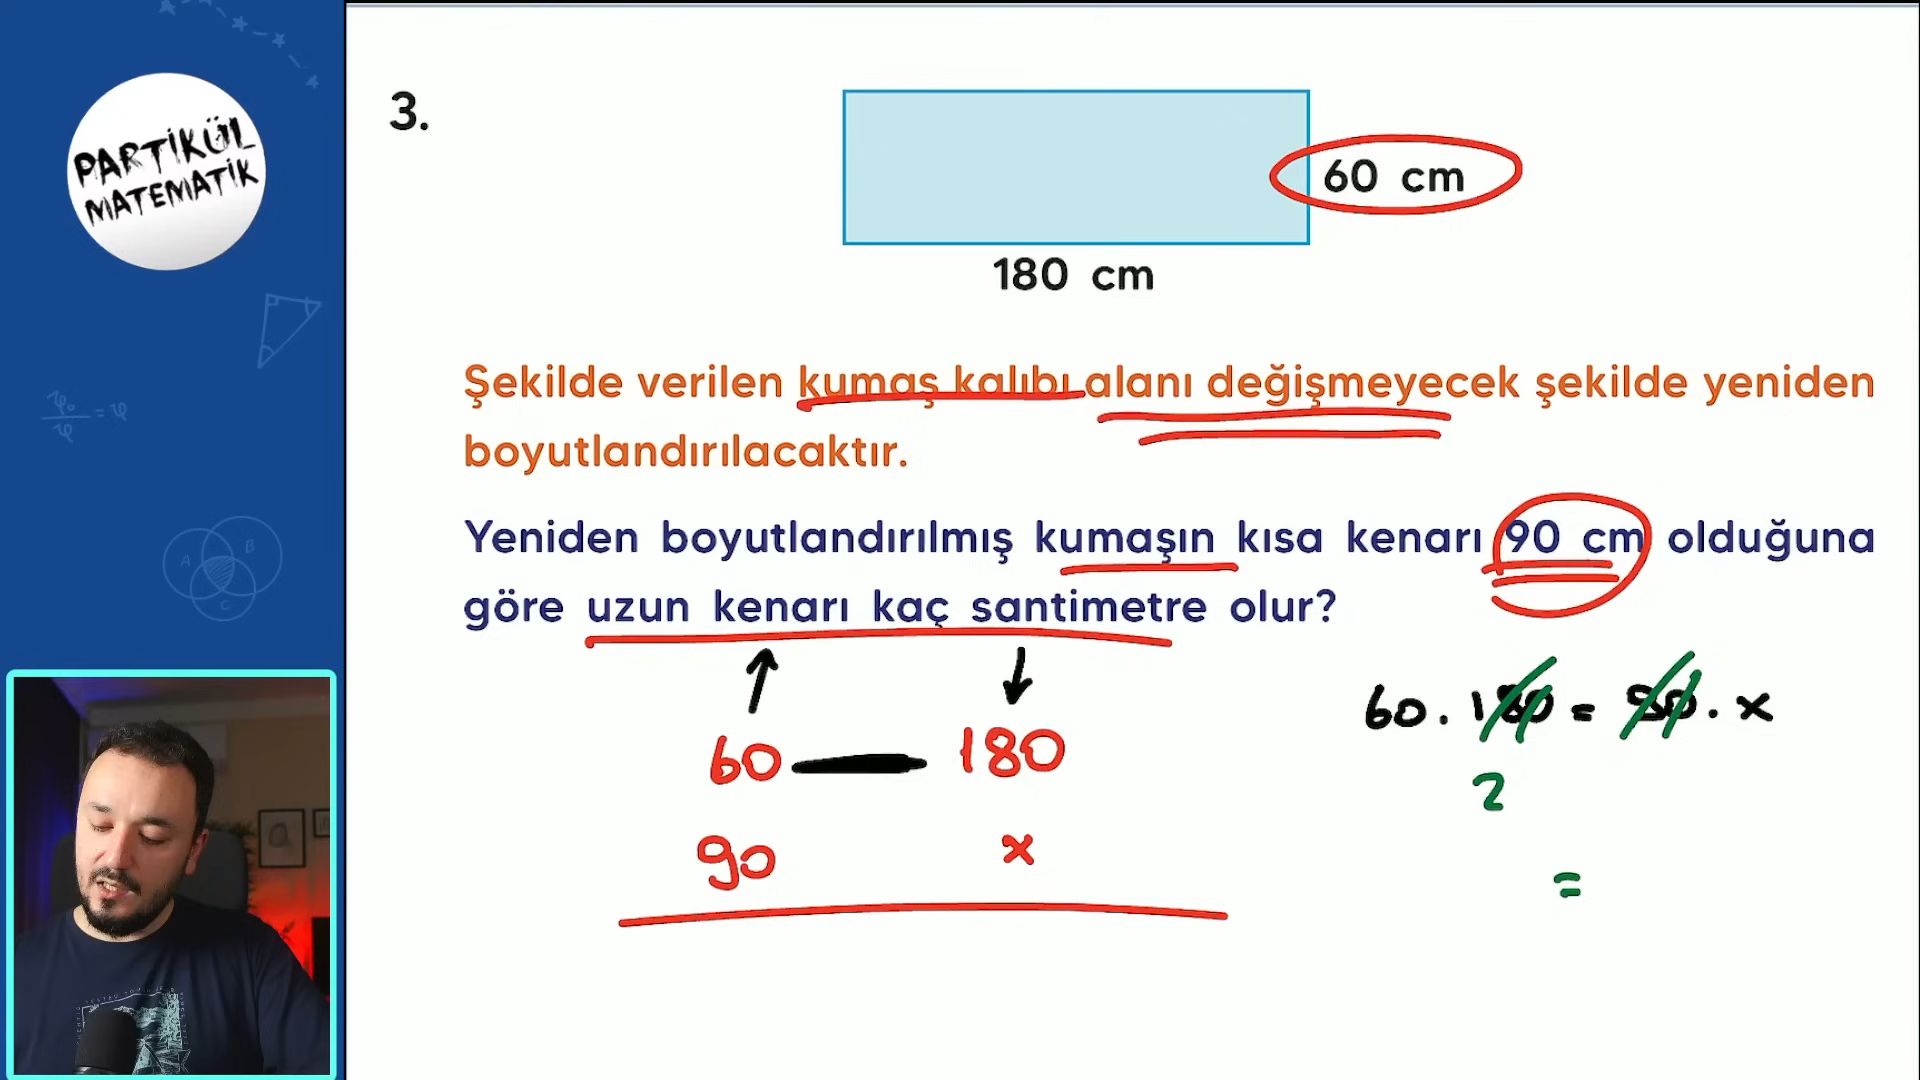 PARTİKÜL
MATEMATİK
3.
60 cm
180 cm
Şekilde verilen kumaş kalıbı alanı değişmeyecek şekilde yeniden
boyutlandırılacaktır.
Yeniden boyutlandırılmış kumaşın kısa kenarı 90 cm olduğuna
göre uzun kenarı kaç santimetre olur?
60 180
90 x
60 . 180 = 90 . x
2
=
A B
C